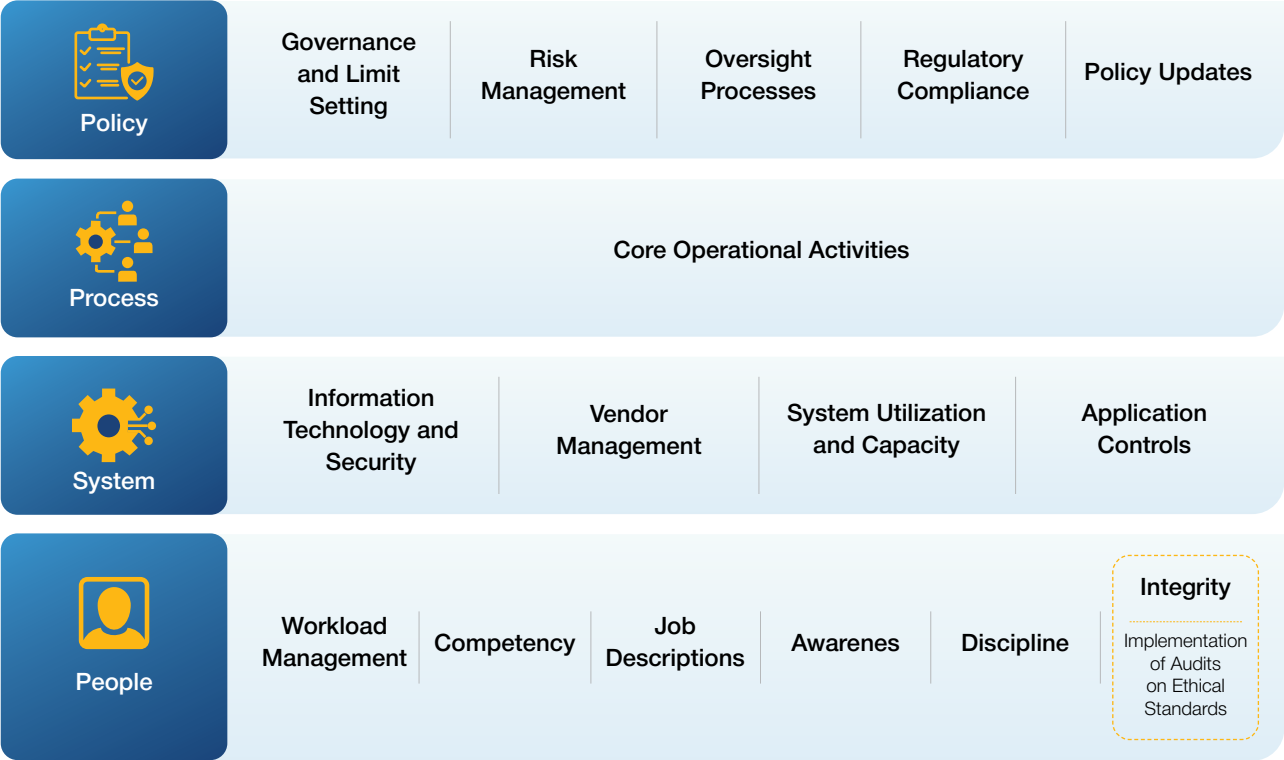 Policy
Governance
and Limit
Setting
Risk
Management
Oversight
Processes
Regulatory
Compliance
Policy Updates
Process
Core Operational Activities
System
Information
Technology and
Security
Vendor
Management
System Utilization
and Capacity
Application
Controls
People
Workload
Management
Competency
Job
Descriptions
Awarenes
Discipline
Integrity
Implementation
of Audits
on Ethical
Standards